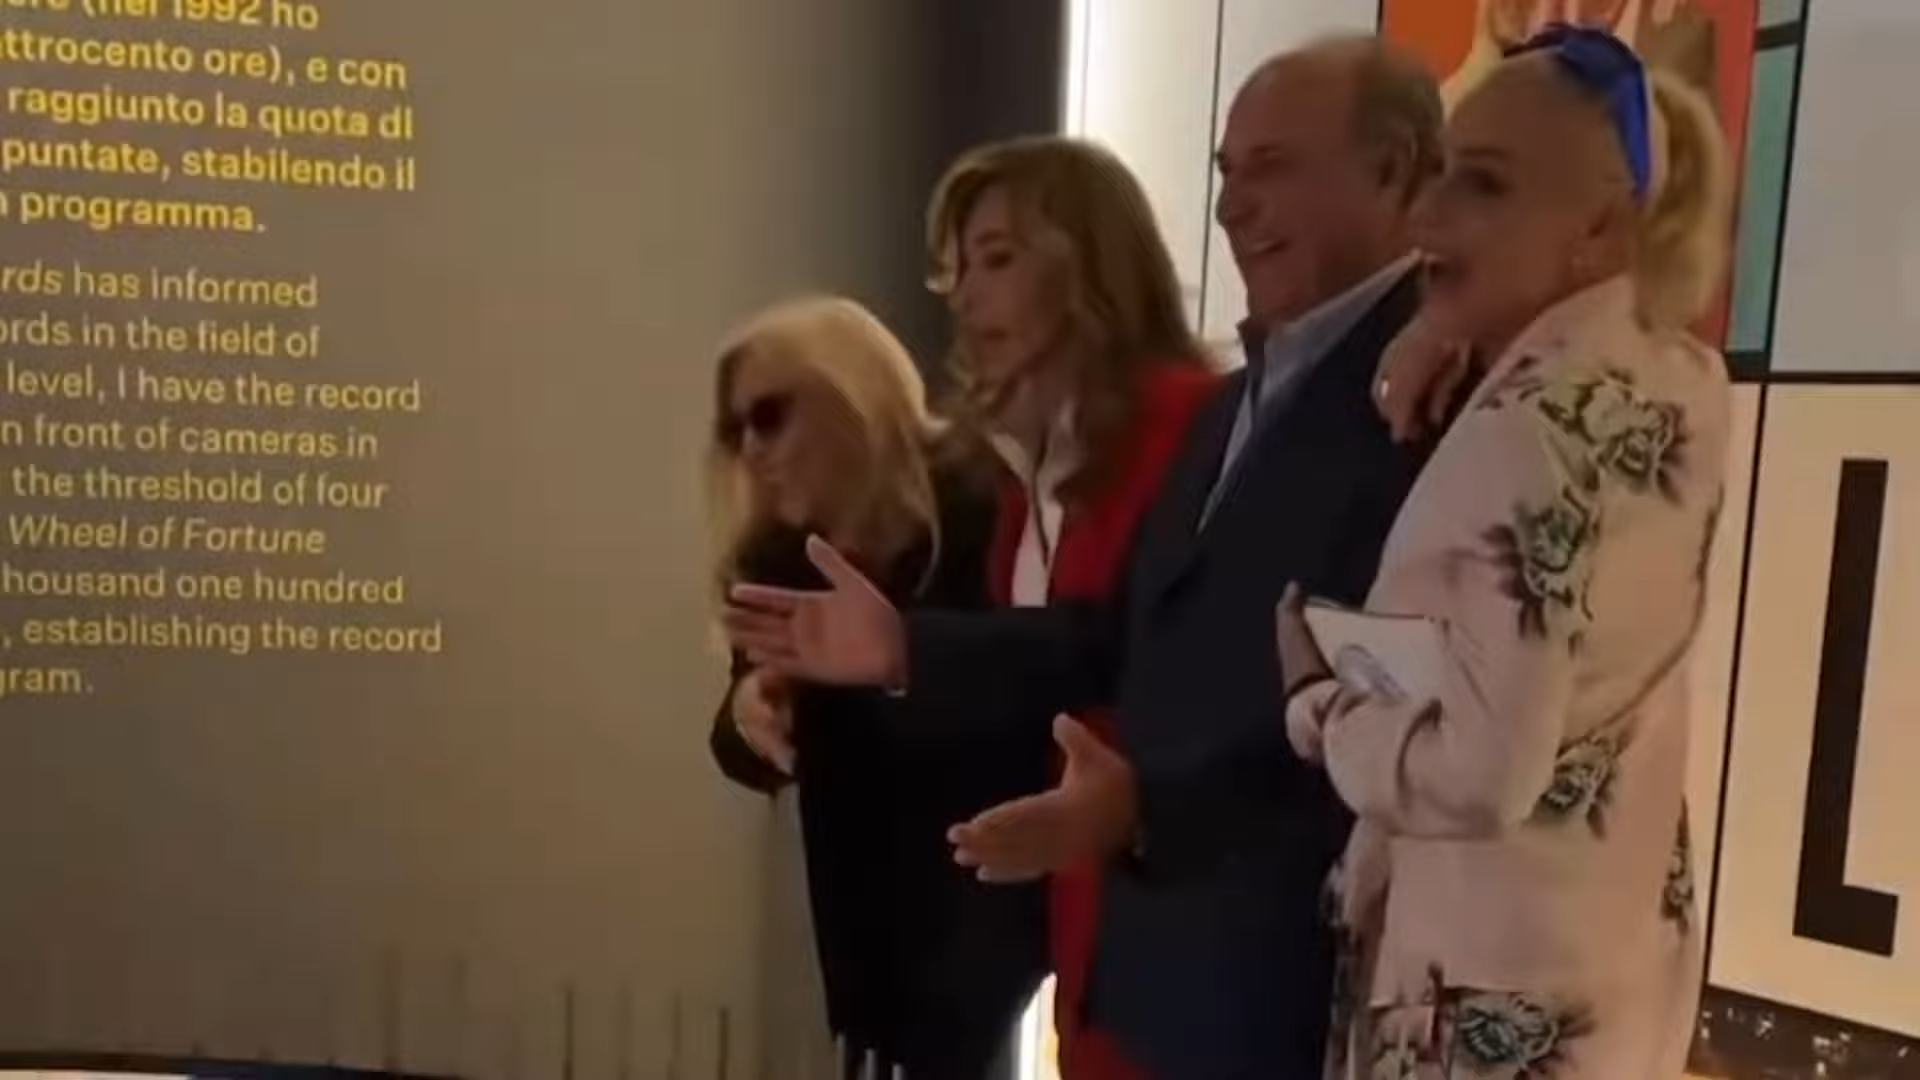 (nel 1992 ho
ttrocento ore), e con
raggiunto la quota di
puntate, stabilendo il
programma.
rds has informed
ords in the field of
level, I have the record
n front of cameras in
the threshold of four
Wheel of Fortune
housand one hundred
, establishing the record
gram.
L